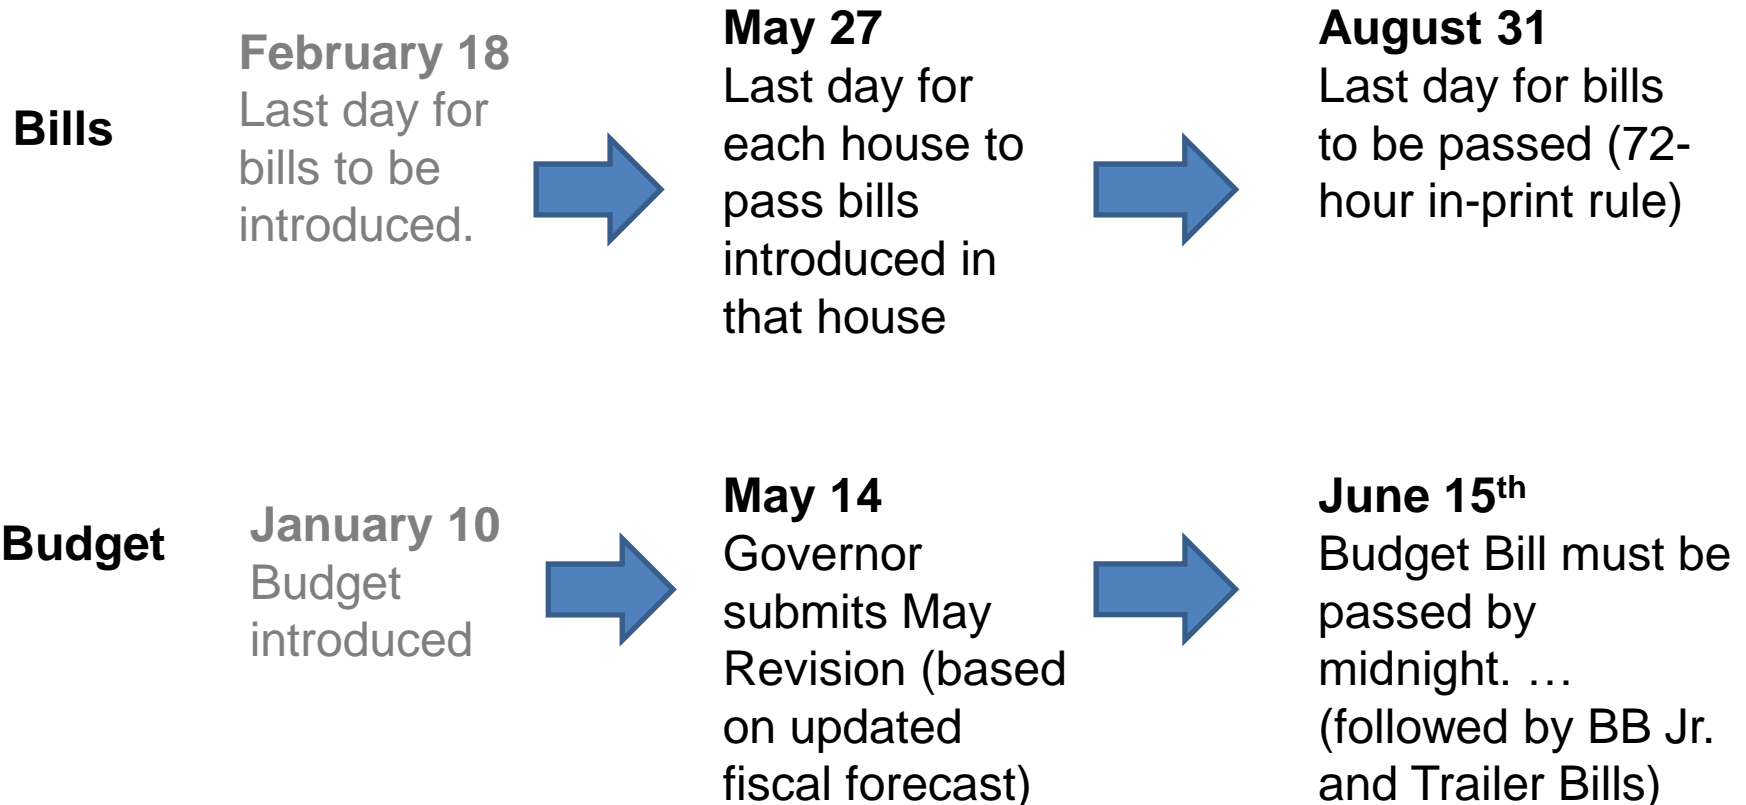 Bills
February 18
Last day for
bills to be
introduced.
May 27
Last day for
each house to
pass bills
introduced in
that house
August 31
Last day for bills
to be passed (72-
hour in-print rule)
Budget
January 10
Budget
introduced
May 14
Governor
submits May
Revision (based
on updated
fiscal forecast)
June 15th
Budget Bill must be
passed by
midnight. …
(followed by BB Jr.
and Trailer Bills)